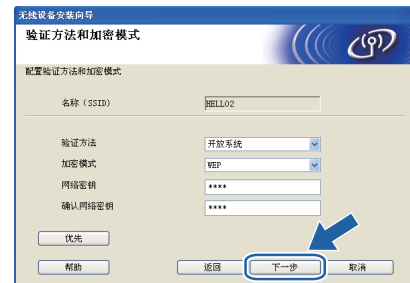 无线设备安装向导
验证方法和加密模式
配置验证方法和加密模式
名称 (SSID) HELLO2
验证方法 开放系统
加密模式 WEP
网络密钥 ****
确认网络密钥 ****
优先
帮助 返回 下一步 取消